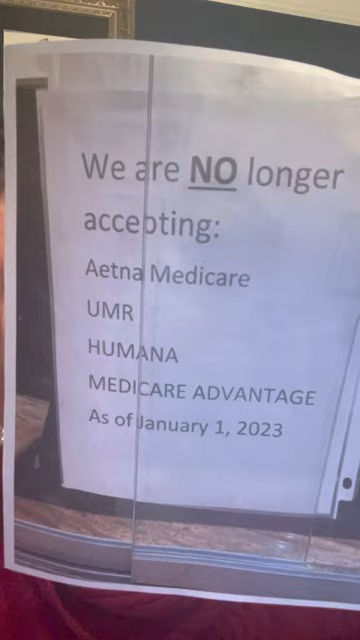 We are NO longer
accepting:
Aetna Medicare
UMR
HUMANA
MEDICARE ADVANTAGE
As of January 1, 2023